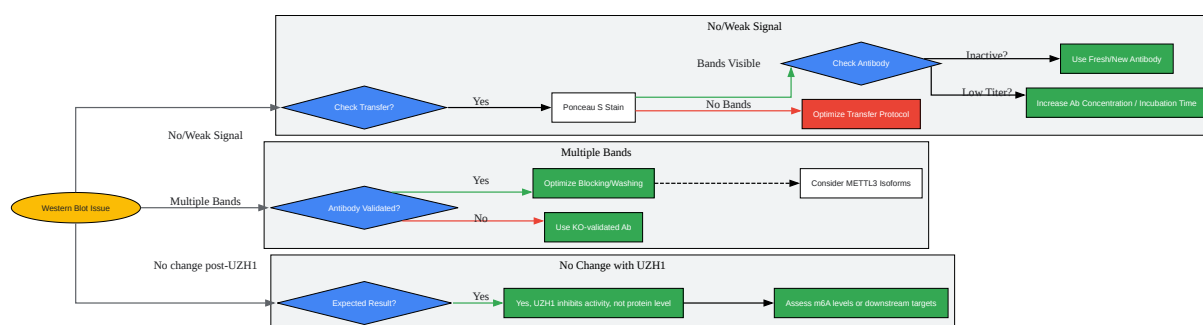 No/Weak Signal
Bands Visible
Check Antibody
Inactive?
Use Fresh/New Antibody
Low Titer?
Increase Ab Concentration / Incubation Time
Check Transfer?
Yes
Ponceau S Stain
No Bands
Optimize Transfer Protocol
No/Weak Signal
Multiple Bands
Yes
Optimize Blocking/Washing
Consider METTL3 Isoforms
Western Blot Issue
Multiple Bands
Antibody Validated?
No
Use KO-validated Ab
No change post-UZH1
No Change with UZH1
Expected Result?
Yes
Yes, UZH1 inhibits activity, not protein level
Assess m6A levels or downstream targets